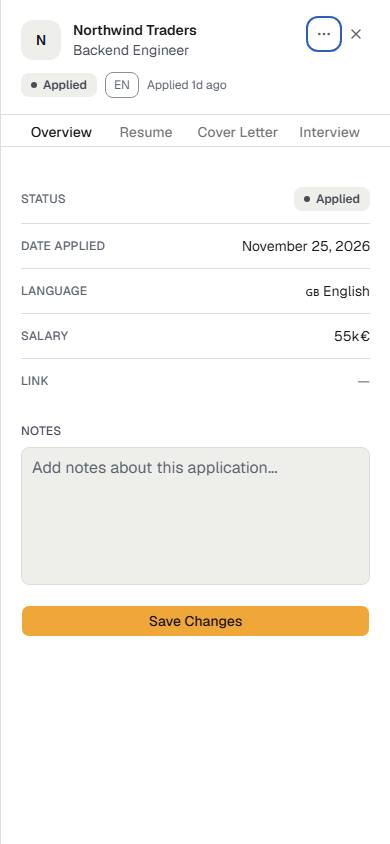 N
Northwind Traders
Backend Engineer
...
Applied
EN
Applied 1d ago
Overview
Resume
Cover Letter
Interview
STATUS
Applied
DATE APPLIED
November 25, 2026
LANGUAGE
GB English
SALARY
55k€
LINK
—
NOTES
Add notes about this application...
Save Changes